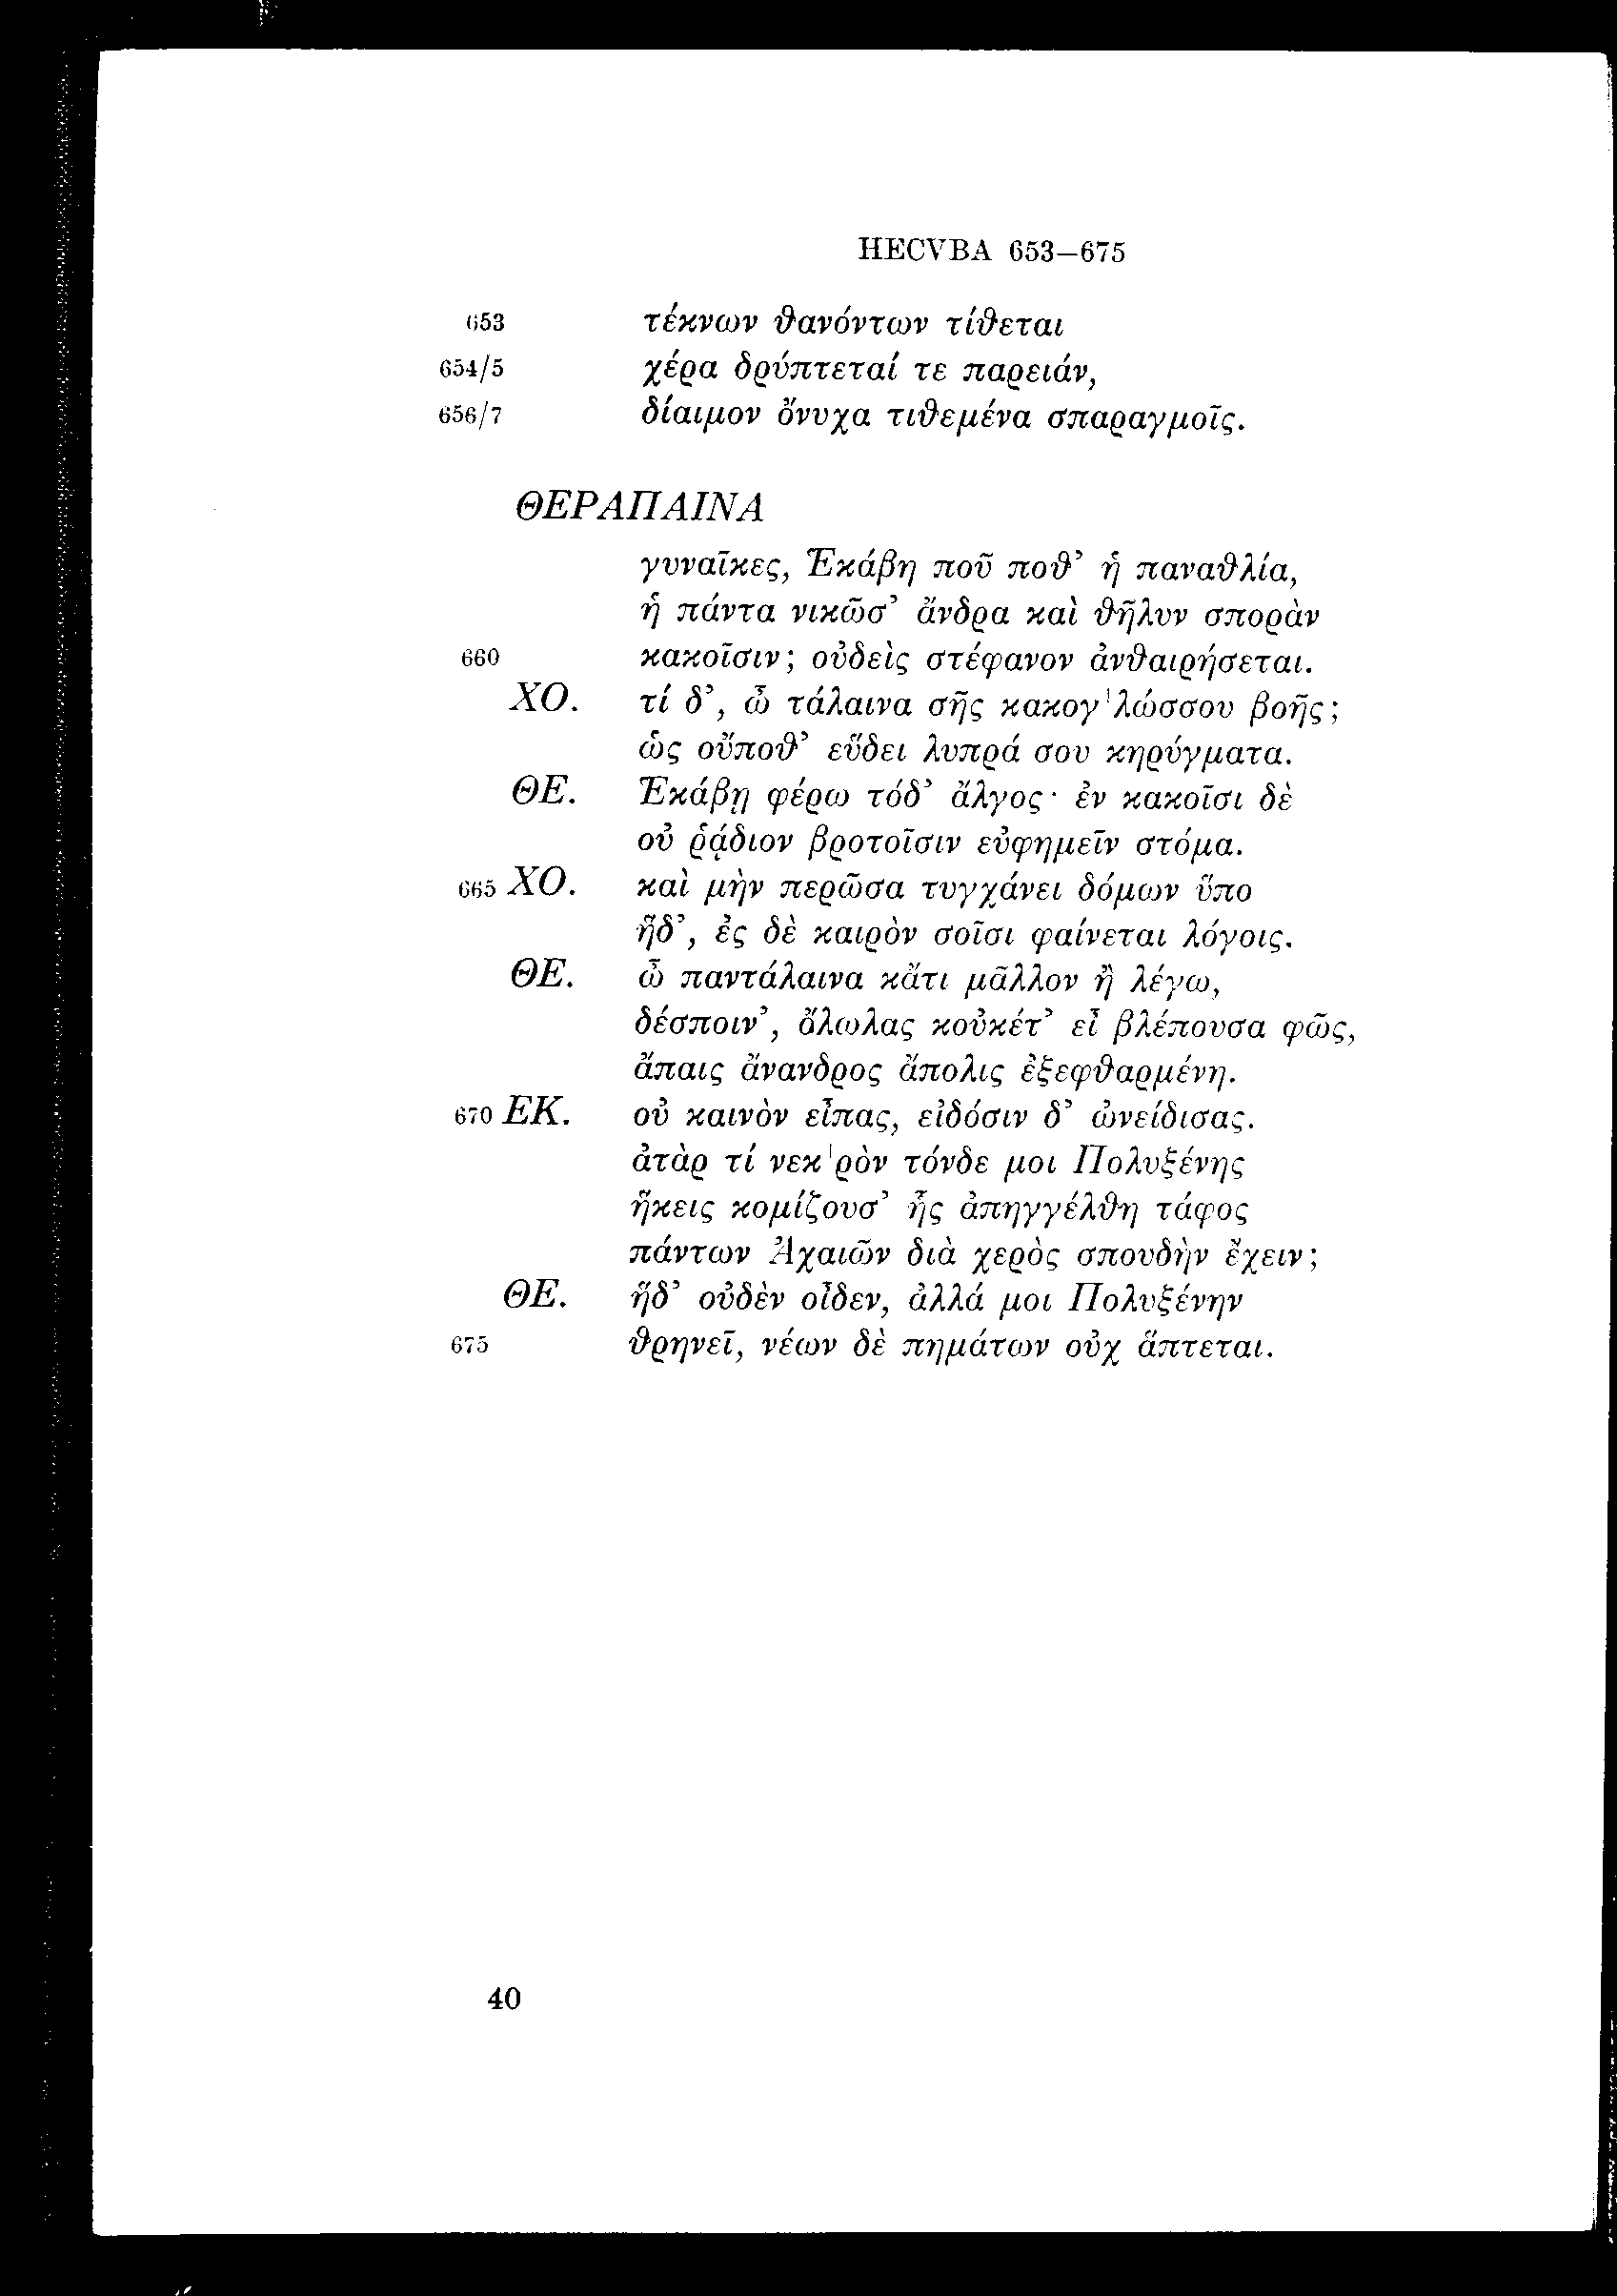 HECVBA 653–675
653 τέκνων θανόντων τίθεται
654/5 χέρα δρύπτεταί τε παρειάν,
656/7 δίαιμον ὄνυχα τιθεμένα σπαραγμοῖς.
ΘΕΡΑΠΑΙΝΑ
γυναῖκες, Ἑκάβη ποῦ ποθ’ ἡ παναθλία,
ἡ πάντα νικῶσ’ ἄνδρα καὶ θῆλυν σπορὰν
660 κακοῖσιν; οὐδεὶς στέφανον ἀνθαιρήσεται.
ΧΟ. τί δ’, ὦ τάλαινα σῆς κακογ'λώσσου βοῆς;
ὡς οὔποθ’ εὕδει λυπρά σου κηρύγματα.
ΘΕ. Ἑκάβῃ φέρω τόδ’ ἄλγος· ἐν κακοῖσι δὲ
οὐ ῥᾴδιον βροτοῖσιν εὐφημεῖν στόμα.
665 ΧΟ. καὶ μὴν περῶσα τυγχάνει δόμων ὕπο
ἥδ’, ἐς δὲ καιρὸν σοῖσι φαίνεται λόγοις.
ΘΕ. ὦ παντάλαινα κἄτι μᾶλλον ἢ λέγω,
δέσποιν’, ὄλωλας κοὐκέτ’ εἶ βλέπουσα φῶς,
ἄπαις ἄνανδρος ἄπολις ἐξεφθαρμένη.
670 ΕΚ. οὐ καινὸν εἶπας, εἰδόσιν δ’ ὠνείδισας.
ἀτὰρ τί νεκ'ρὸν τόνδε μοι Πολυξένης
ἥκεις κομίζουσ’ ἧς ἀπηγγέλθη τάφος
πάντων Ἀχαιῶν διὰ χερὸς σπουδὴν ἔχειν;
ΘΕ. ἥδ’ οὐδὲν οἶδεν, ἀλλά μοι Πολυξένην
675 θρηνεῖ, νέων δὲ πημάτων οὐχ ἅπτεται.
40